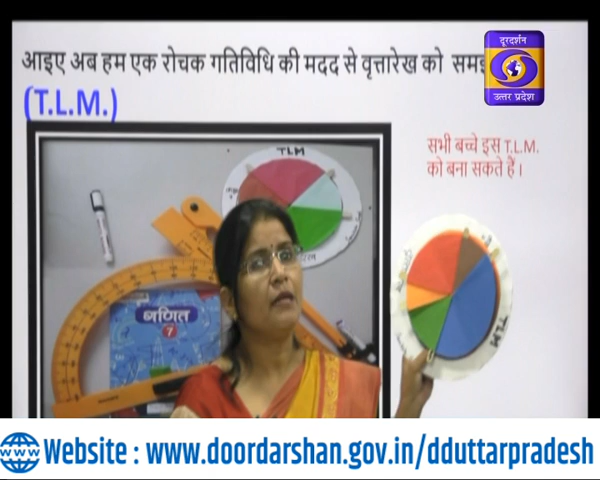 दूरदर्शन
उत्तर प्रदेश
आइए अब हम एक रोचक गतिविधि की मदद से वृत्तारेख को
(T.L.M.)
सभी बच्चे इस T.L.M.
को बना सकते हैं।
TLM
TLM
गणित
7
Website : www.doordarshan.gov.in/dduttarpradesh